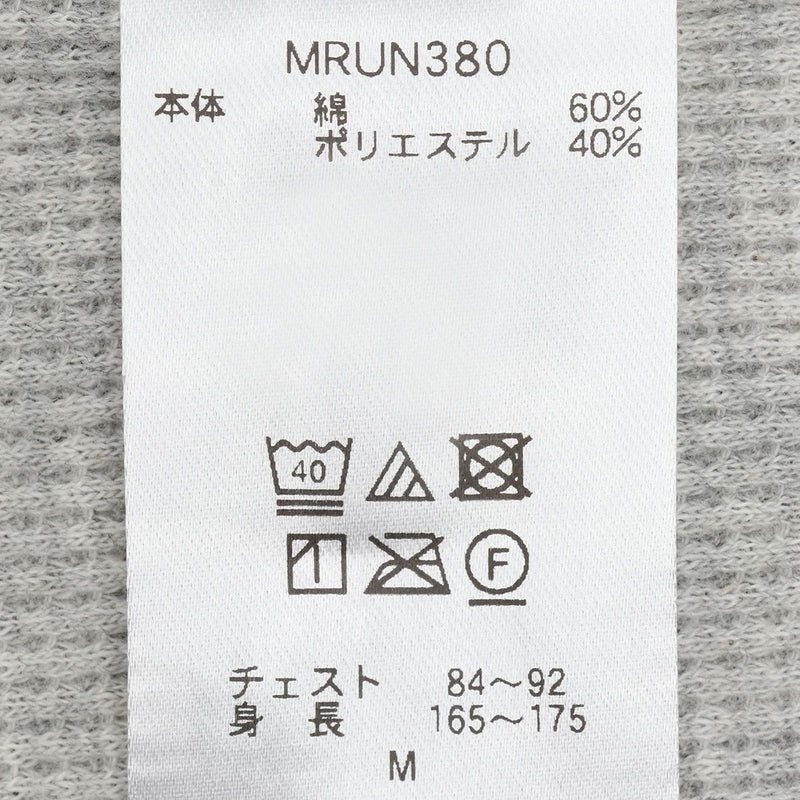 MRUN380
本体 綿 60%
ポリエステル 40%
40
F
チェスト 84～92
身長 165～175
M